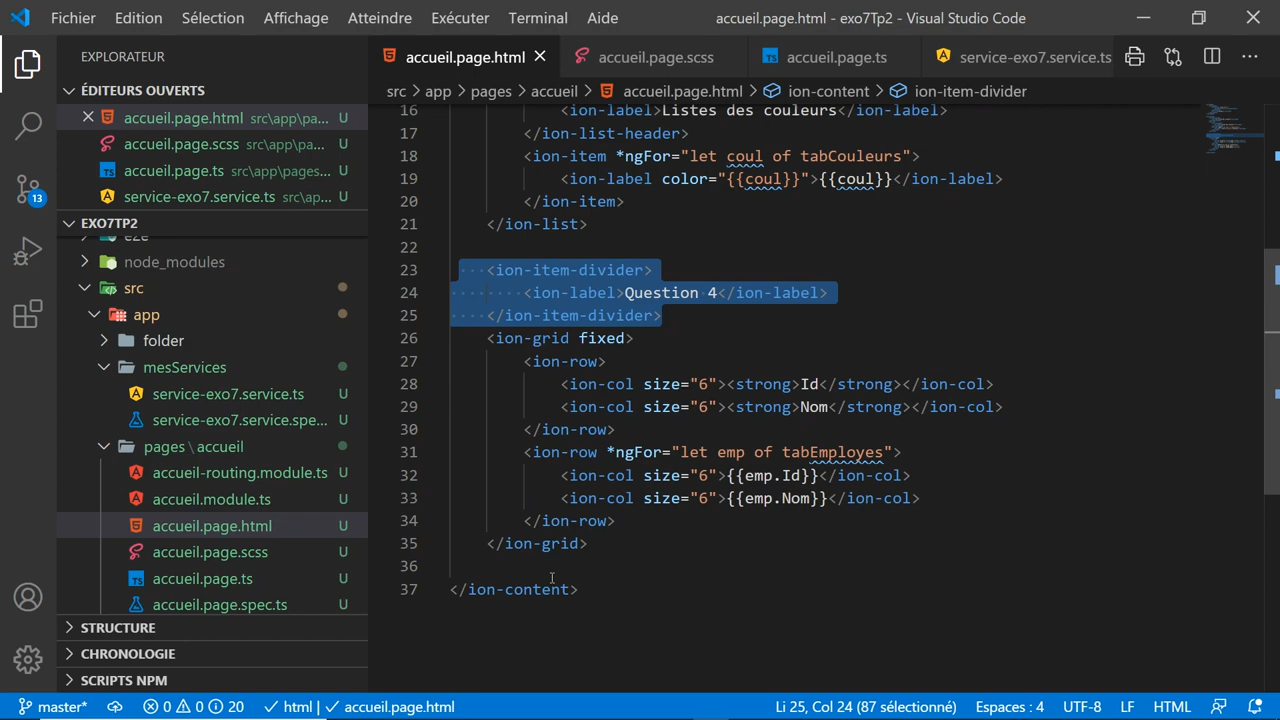 Fichier Edition Sélection Affichage Atteindre Exécuter Terminal Aide accueil.page.html - exo7Tp2 - Visual Studio Code
EXPLORATEUR
accueil.page.html accueil.page.scss accueil.page.ts service-exo7.service.ts
src > app > pages > accueil > accueil.page.html > ion-content > ion-item-divider
ÉDITEURS OUVERTS
accueil.page.html src\app\pa... U
accueil.page.scss src\app\pa... U
accueil.page.ts src\app\pages... U
service-exo7.service.ts src\ap... U
EXO7TP2
e2e
node_modules
src
app
folder
mesServices
service-exo7.service.ts U
service-exo7.service.spe... U
pages \ accueil
accueil-routing.module.ts U
accueil.module.ts U
accueil.page.html U
accueil.page.scss U
accueil.page.ts U
accueil.page.spec.ts U
STRUCTURE
CHRONOLOGIE
SCRIPTS NPM
13
16 <ion-label>Listes des couleurs</ion-label>
17 </ion-list-header>
18 <ion-item *ngFor="let coul of tabCouleurs">
19 <ion-label color="{{coul}}">{{coul}}</ion-label>
20 </ion-item>
21 </ion-list>
22
23 <ion-item-divider>
24 <ion-label>Question 4</ion-label>
25 </ion-item-divider>
26 <ion-grid fixed>
27 <ion-row>
28 <ion-col size="6"><strong>Id</strong></ion-col>
29 <ion-col size="6"><strong>Nom</strong></ion-col>
30 </ion-row>
31 <ion-row *ngFor="let emp of tabEmployes">
32 <ion-col size="6">{{emp.Id}}</ion-col>
33 <ion-col size="6">{{emp.Nom}}</ion-col>
34 </ion-row>
35 </ion-grid>
36
37 </ion-content>
master* 0 0 20 html | accueil.page.html Li 25, Col 24 (87 sélectionné) Espaces : 4 UTF-8 LF HTML